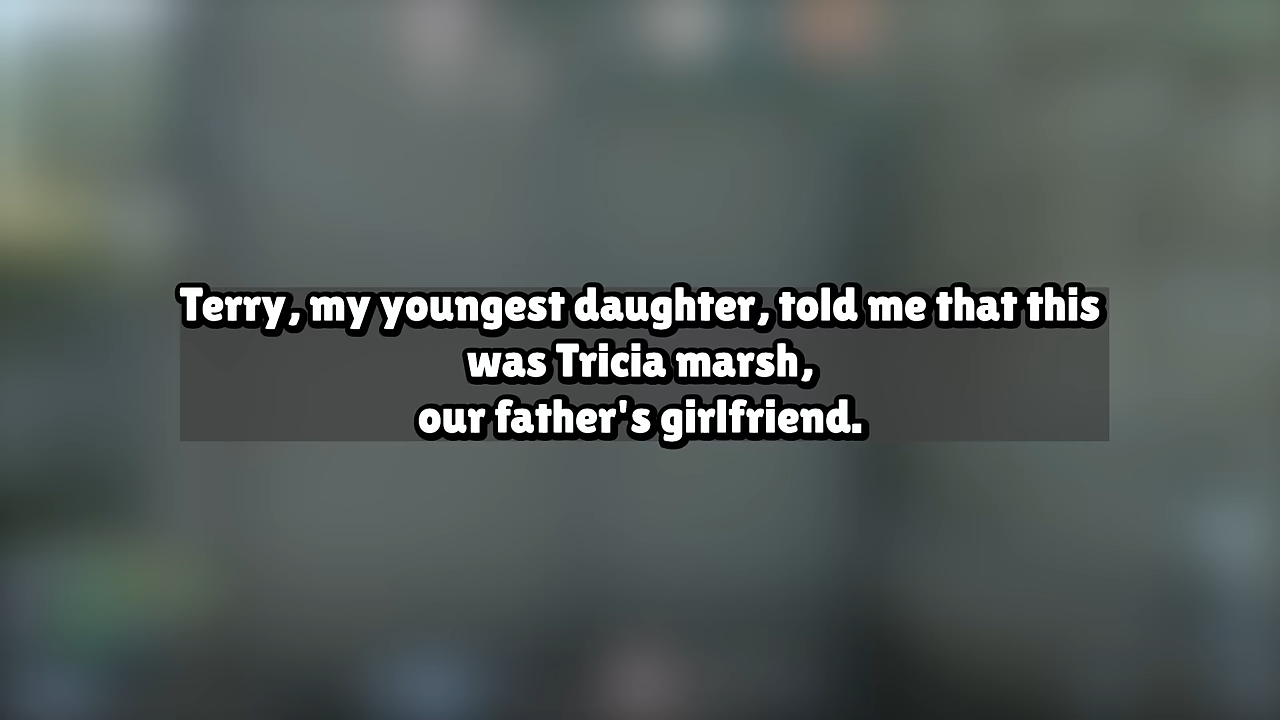 Terry, my youngest daughter, told me that this
was Tricia marsh,
our father's girlfriend.